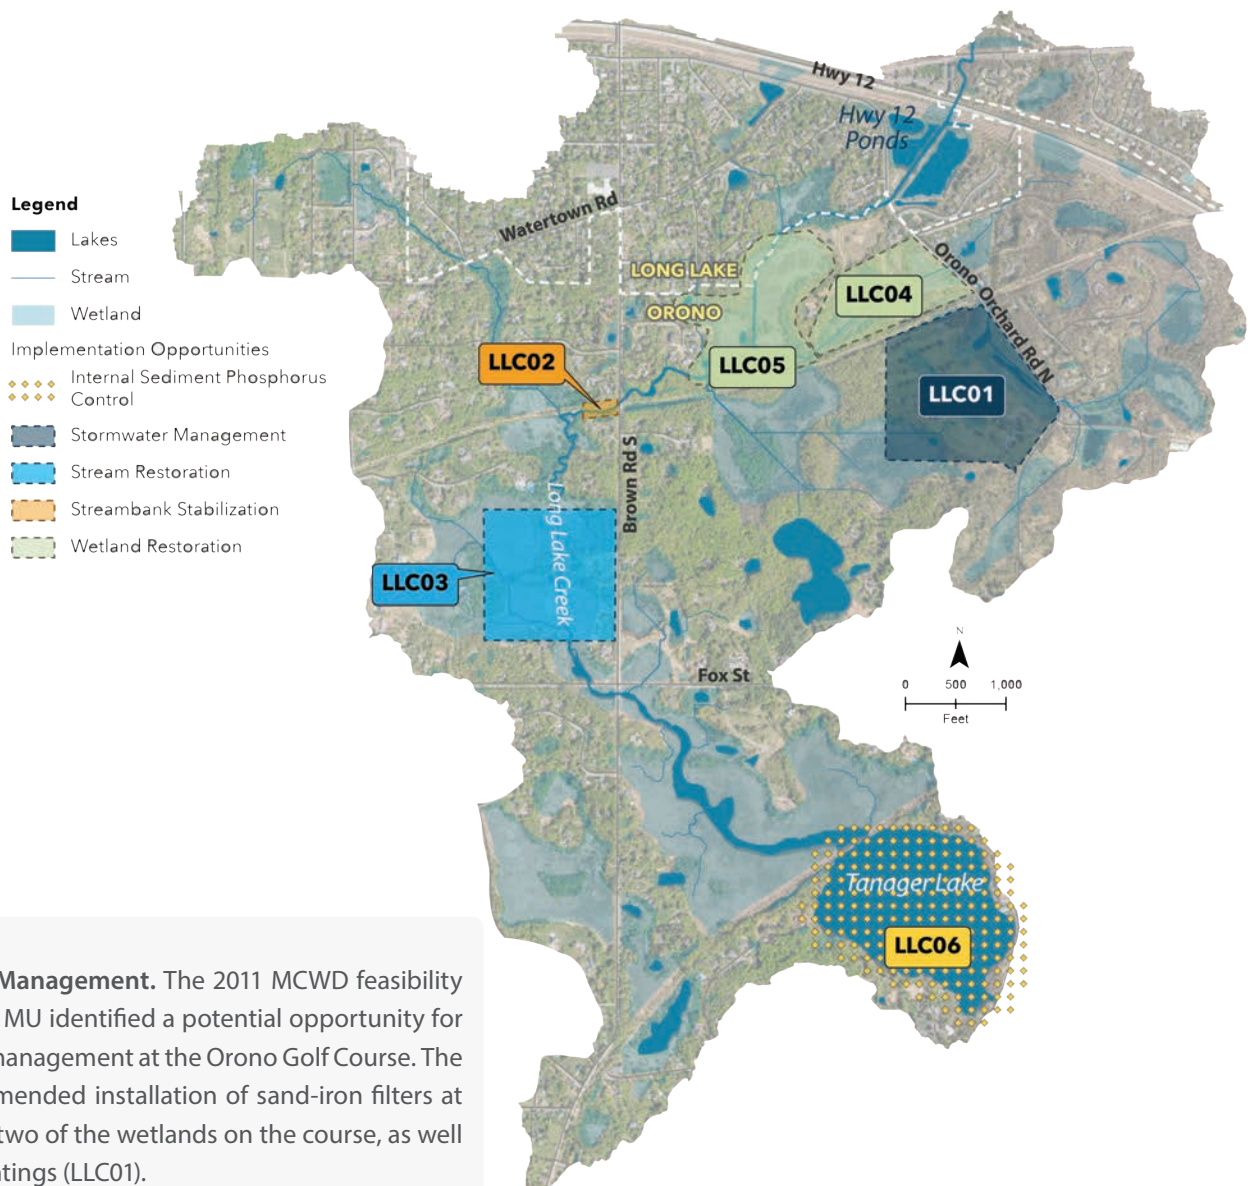 Hwy 12
Hwy 12
Ponds
Watertown Rd
Legend
Lakes
Stream
Wetland
Implementation Opportunities
Internal Sediment Phosphorus
Control
Stormwater Management
Stream Restoration
Streambank Stabilization
Wetland Restoration
LONG LAKE
ORONO
Orono Orchard Rd N
LLC04
LLC02
LLC05
LLC01
Brown Rd S
Long Lake Creek
LLC03
Fox St
N
0 500 1,000
Feet
Tanager Lake
LLC06
Management. The 2011 MCWD feasibility
MU identified a potential opportunity for
management at the Orono Golf Course. The
mended installation of sand-iron filters at
two of the wetlands on the course, as well
ntings (LLC01).